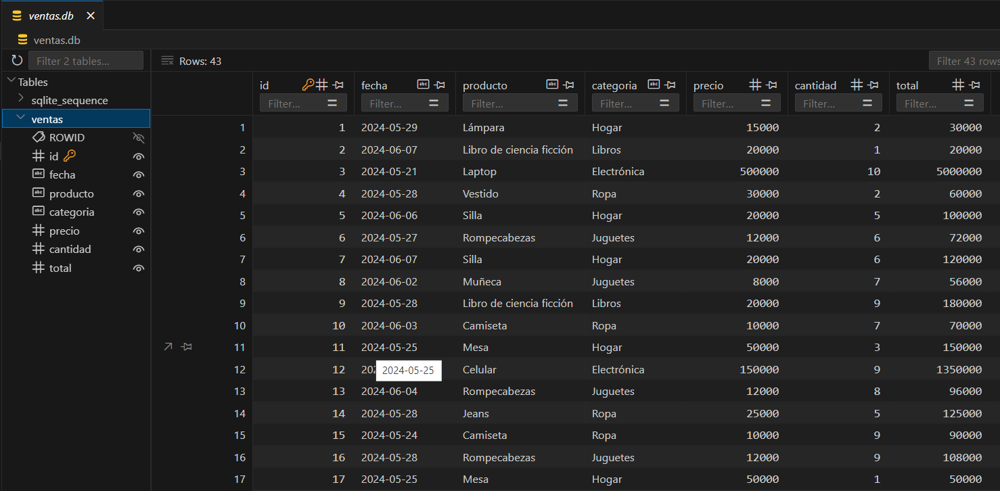 ventas.db
ventas.db
Filter 2 tables... Rows: 43 Filter 43 rows
Tables
sqlite_sequence
ventas
ROWID
id
fecha
producto
categoria
precio
cantidad
total
id fecha producto categoria precio cantidad total
Filter... Filter... Filter... Filter... Filter... Filter... Filter...
1 1 2024-05-29 Lámpara Hogar 15000 2 30000
2 2 2024-06-07 Libro de ciencia ficción Libros 20000 1 20000
3 3 2024-05-21 Laptop Electrónica 500000 10 5000000
4 4 2024-05-28 Vestido Ropa 30000 2 60000
5 5 2024-06-06 Silla Hogar 20000 5 100000
6 6 2024-05-27 Rompecabezas Juguetes 12000 6 72000
7 7 2024-06-07 Silla Hogar 20000 6 120000
8 8 2024-06-02 Muñeca Juguetes 8000 7 56000
9 9 2024-05-28 Libro de ciencia ficción Libros 20000 9 180000
10 10 2024-06-03 Camiseta Ropa 10000 7 70000
11 11 2024-05-25 Mesa Hogar 50000 3 150000
12 12 2024-05-25 Celular Electrónica 150000 9 1350000
13 13 2024-06-04 Rompecabezas Juguetes 12000 8 96000
14 14 2024-05-28 Jeans Ropa 25000 5 125000
15 15 2024-05-24 Camiseta Ropa 10000 9 90000
16 16 2024-05-28 Rompecabezas Juguetes 12000 9 108000
17 17 2024-05-25 Mesa Hogar 50000 1 50000